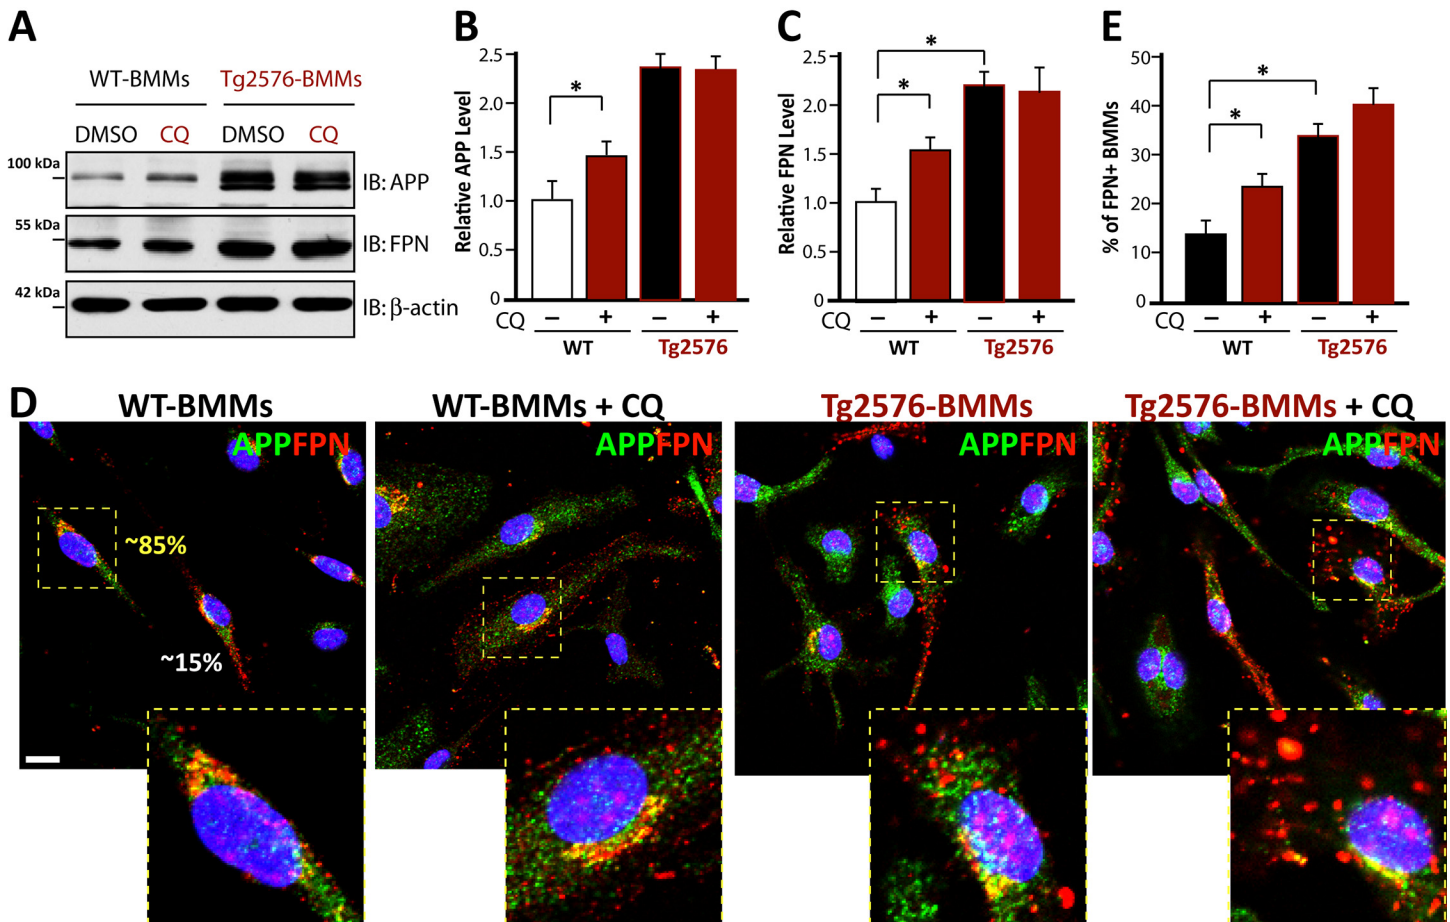 A
WT-BMMs Tg2576-BMMs
DMSO CQ DMSO CQ
100 kDa
IB: APP
55 kDa
IB: FPN
42 kDa
IB: β-actin
B
Relative APP Level
2.5
2.0
1.5
1.0
0.5
0
*
CQ − + − +
WT Tg2576
C
Relative FPN Level
2.5
2.0
1.5
1.0
0.5
0
*
*
CQ − + − +
WT Tg2576
E
% of FPN+ BMMs
50
40
30
20
10
0
*
*
CQ − + − +
WT Tg2576
D
WT-BMMs
APPFPN
~85%
~15%
WT-BMMs + CQ
APPFPN
Tg2576-BMMs
APPFPN
Tg2576-BMMs + CQ
APPFPN